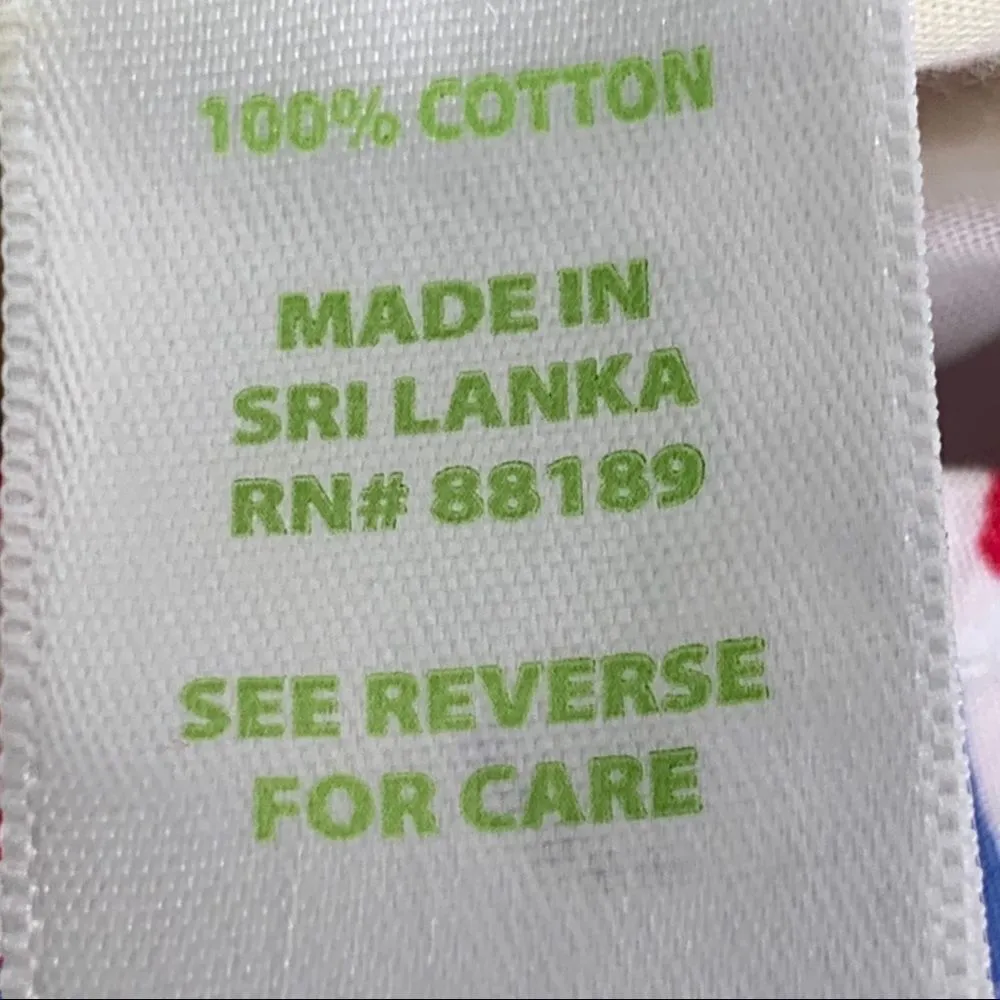 100% COTTON
MADE IN
SRI LANKA
RN# 88189
SEE REVERSE
FOR CARE